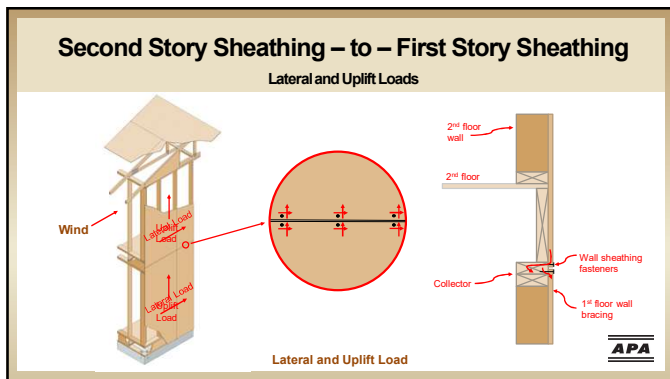 Second Story Sheathing – to – First Story Sheathing
Lateral and Uplift Loads
Wind
Lateral Load
Uplift
Load
Lateral Load
Uplift
Load
2nd floor
wall
2nd floor
Collector
Wall sheathing
fasteners
1st floor wall
bracing
Lateral and Uplift Load
APA